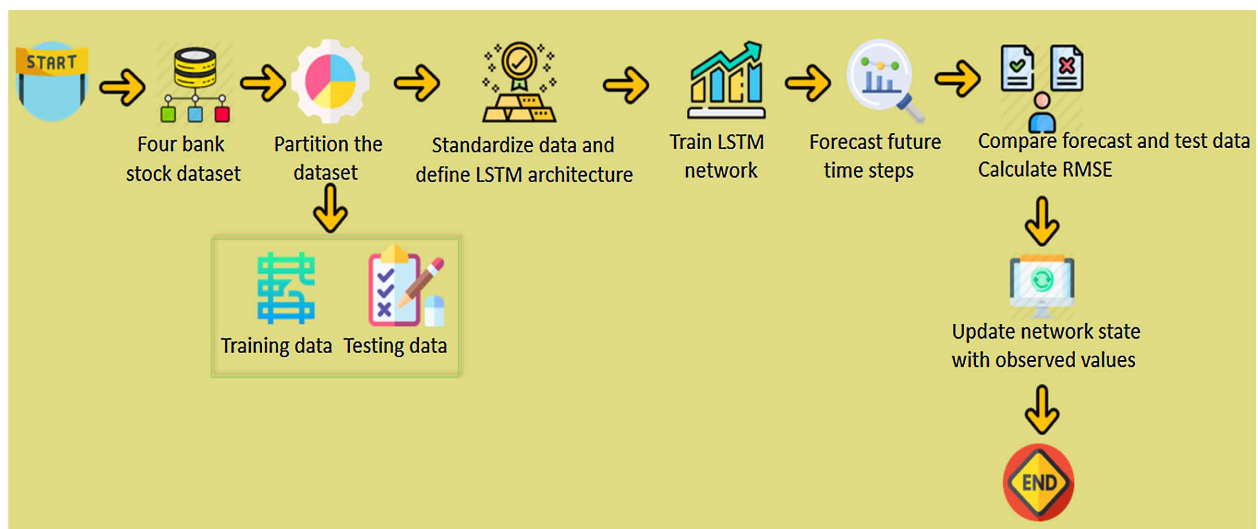 START
Four bank
stock dataset
Partition the
dataset
Standardize data and
define LSTM architecture
Train LSTM
network
Forecast future
time steps
Compare forecast and test data
Calculate RMSE
Training data
Testing data
Update network state
with observed values
END